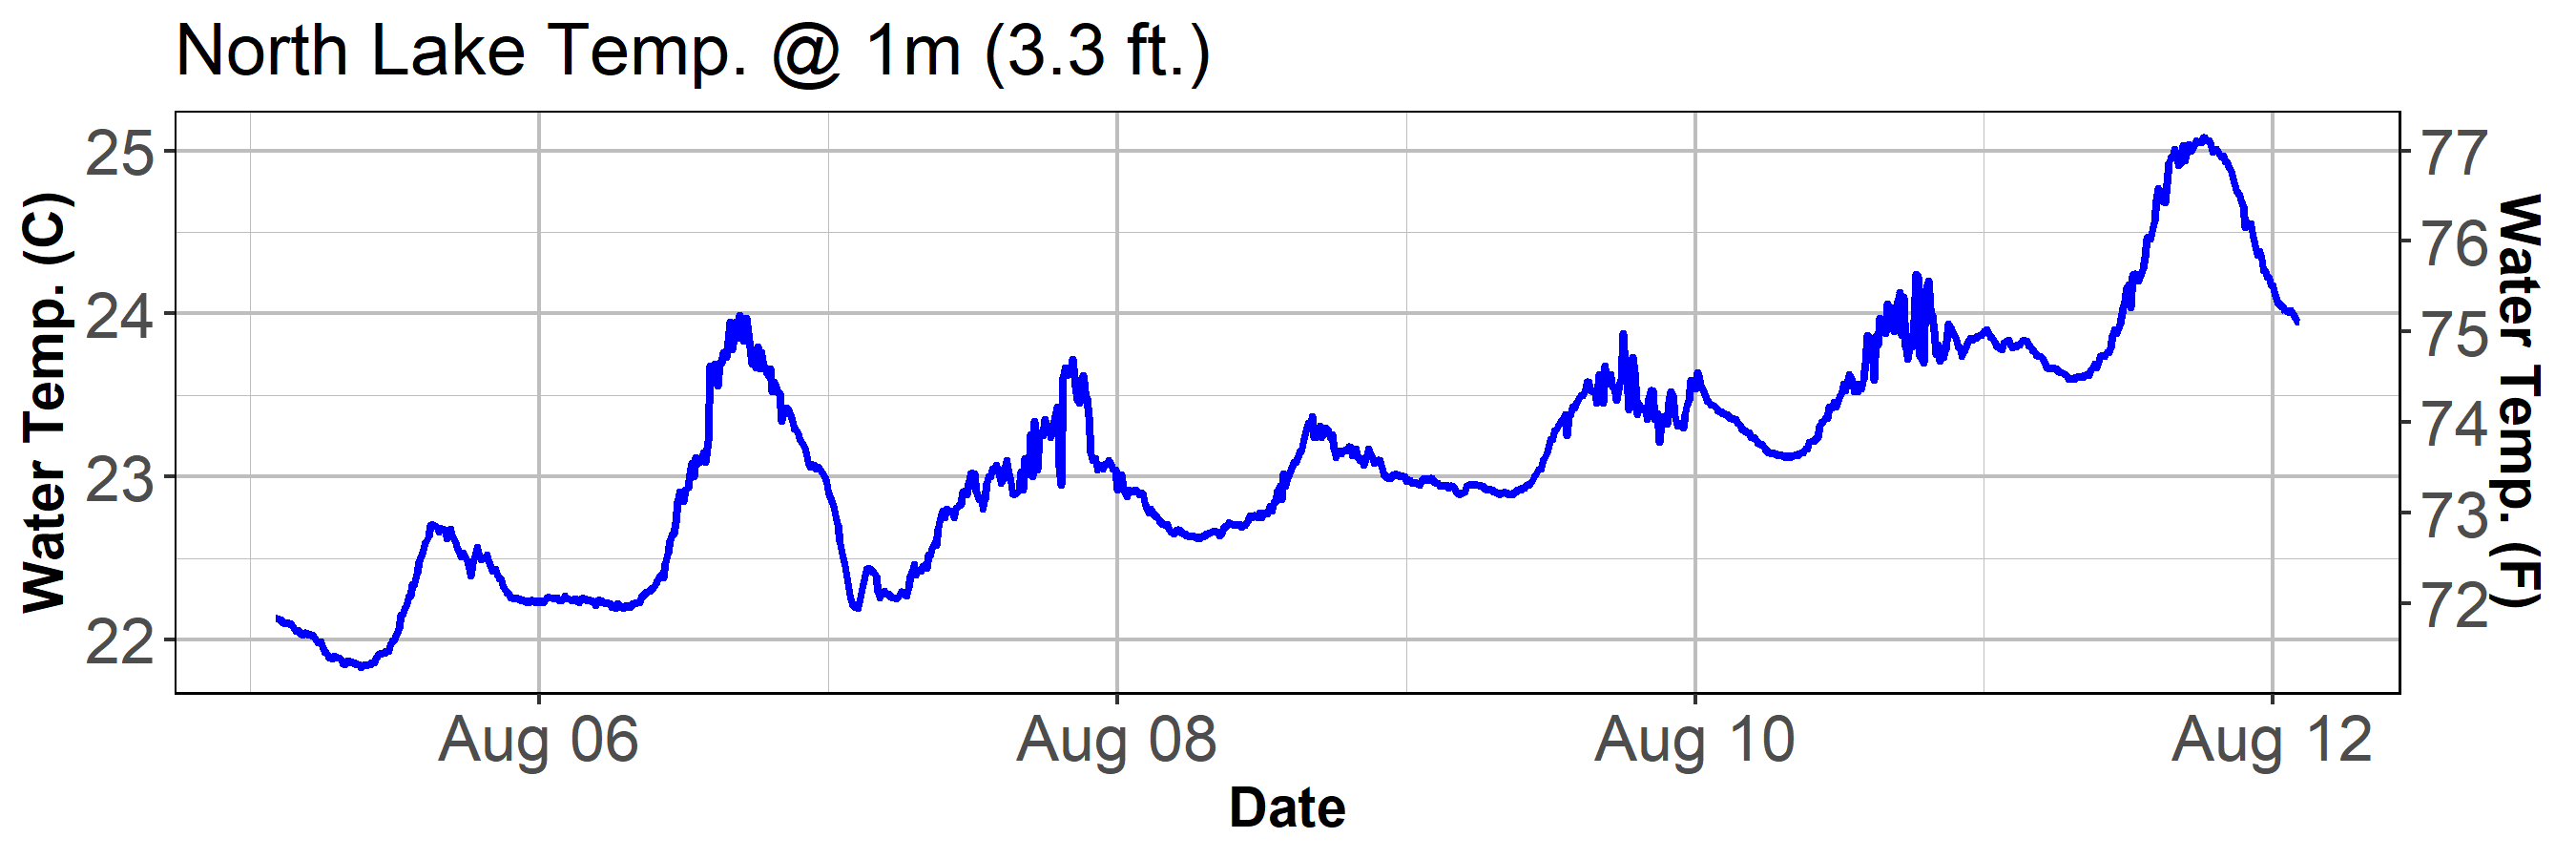 North Lake Temp. @ 1m (3.3 ft.)
Water Temp. (C)
25
24
23
22
77
76
75
74
73
72
Water Temp. (F)
Aug 06 Aug 08 Aug 10 Aug 12
Date